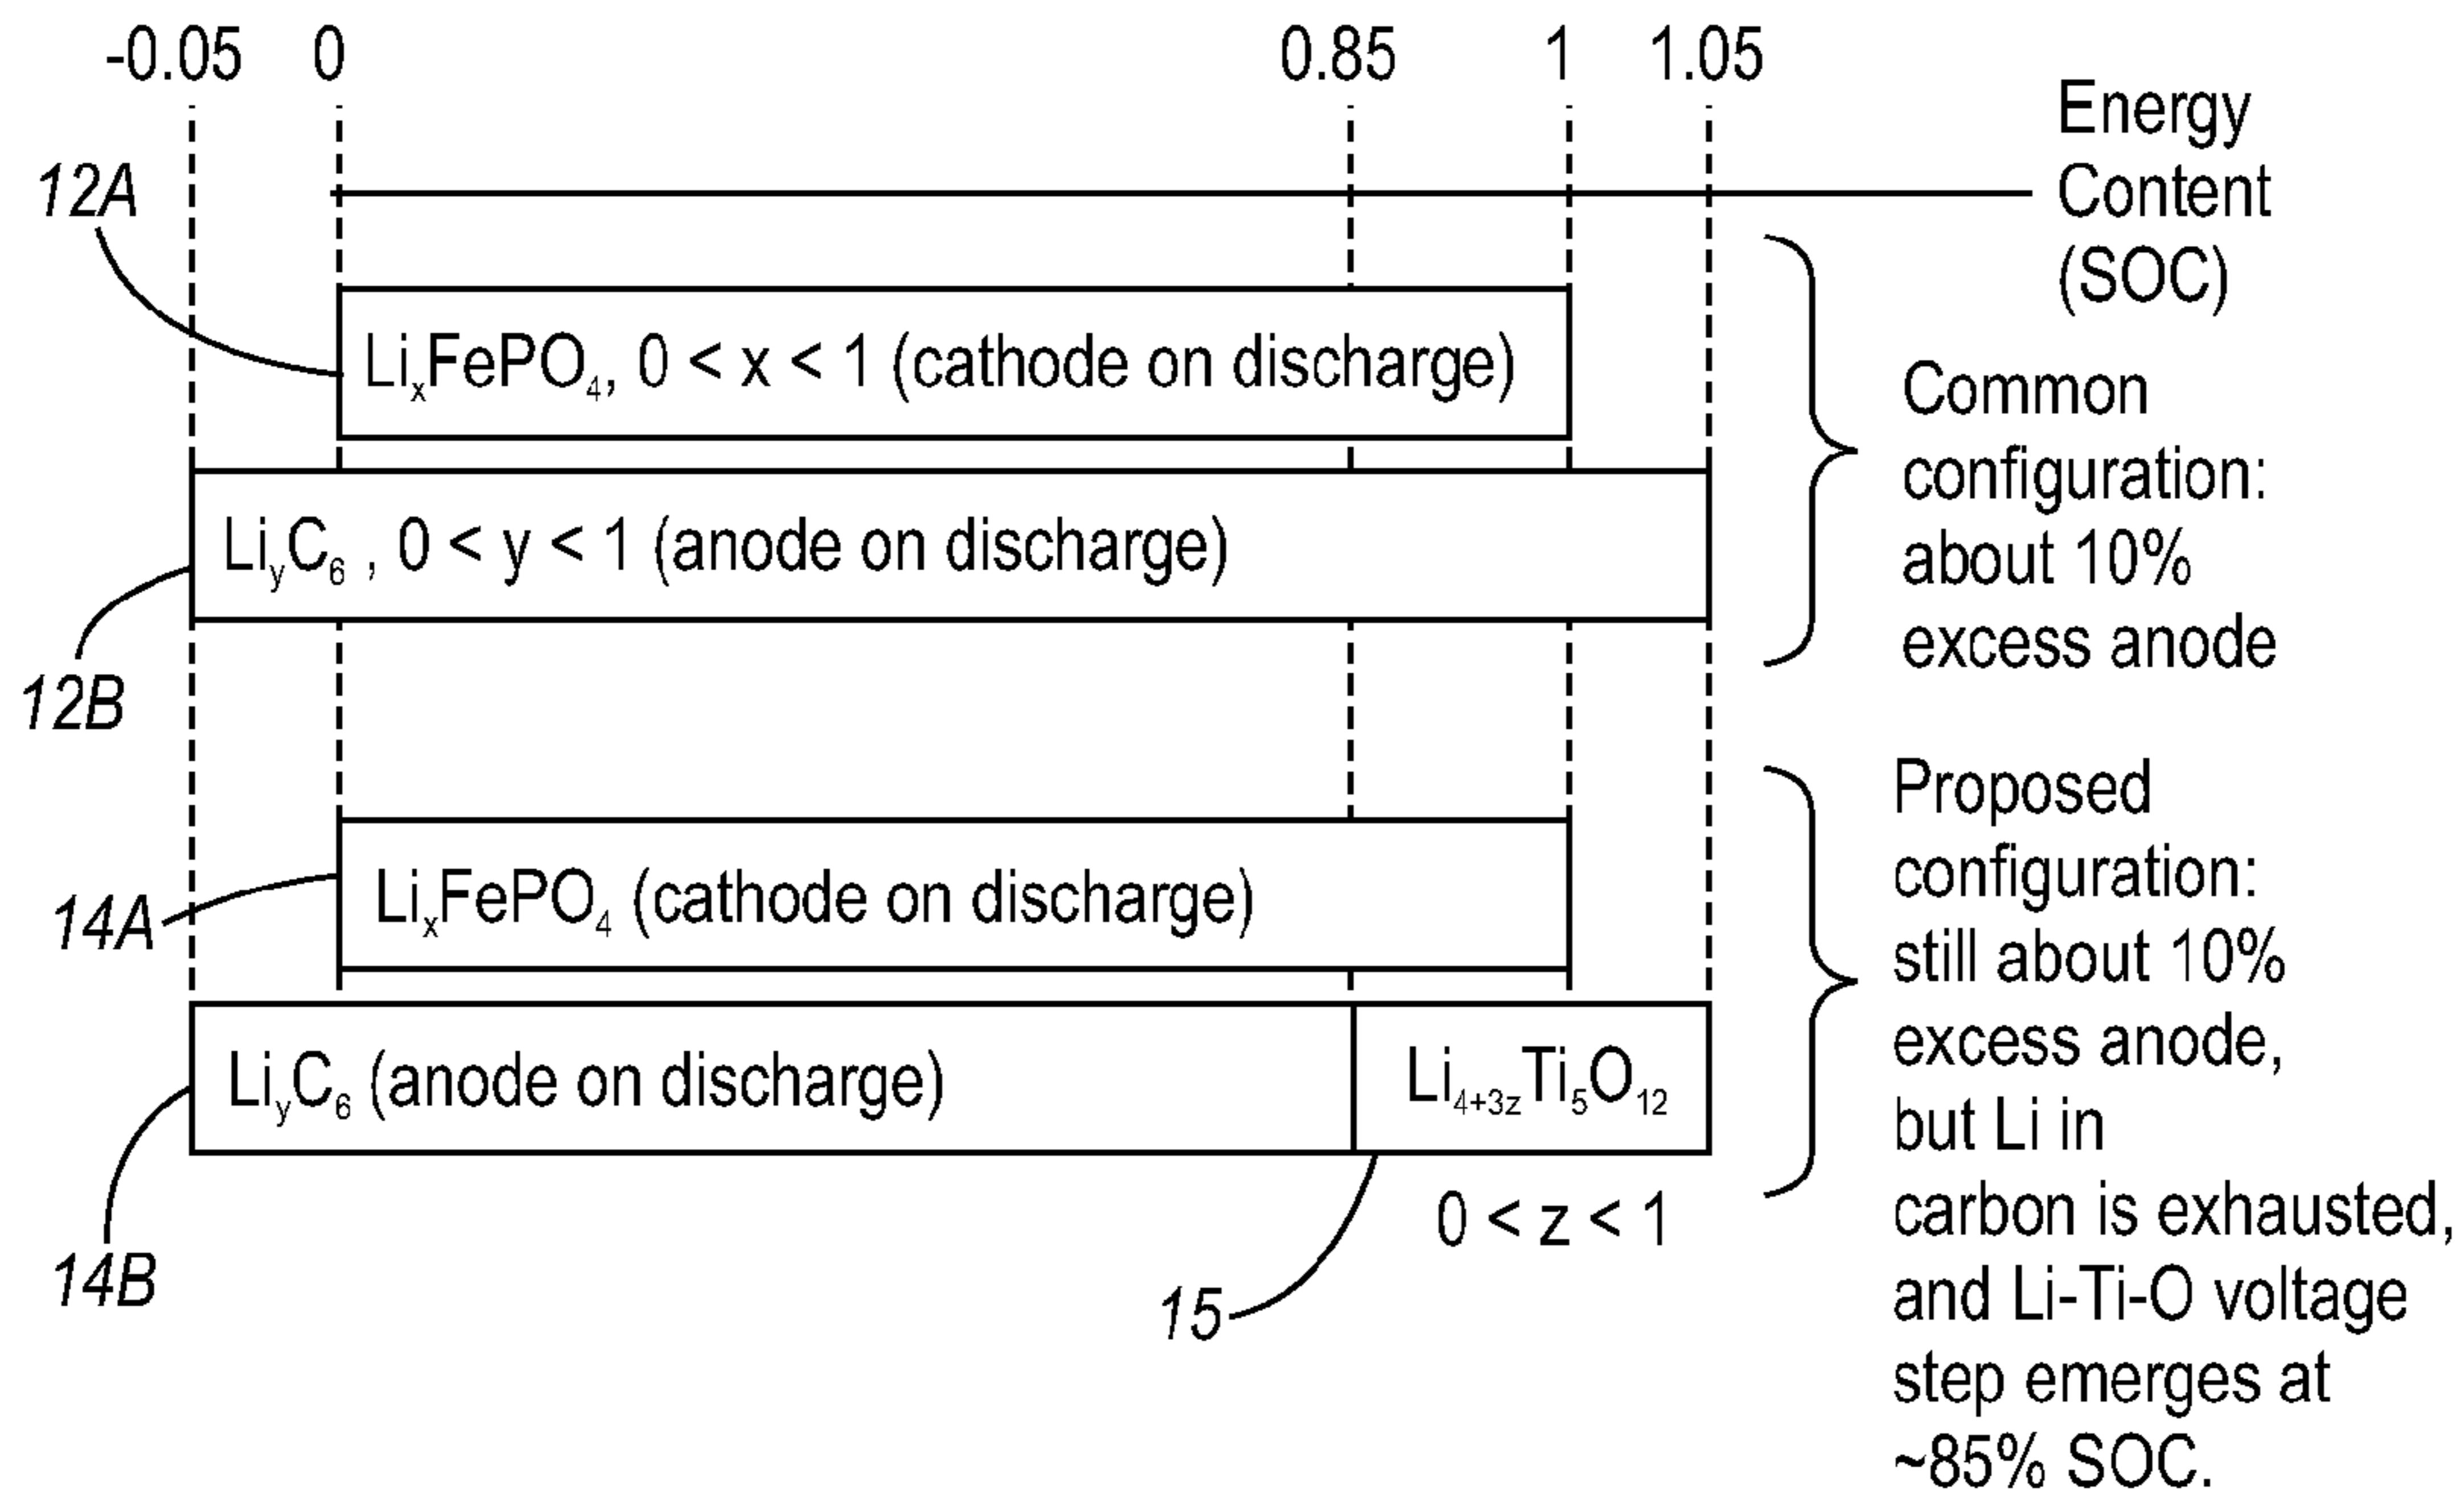 -0.05 0 0.85 1 1.05
Energy
Content
(SOC)
12A
LiₓFePO₄, 0 < x < 1 (cathode on discharge)
LiyC₆ , 0 < y < 1 (anode on discharge)
12B
Common
configuration:
about 10%
excess anode
14A
LiₓFePO₄ (cathode on discharge)
LiyC₆ (anode on discharge)
Li₄₊₃zTi₅O₁₂
14B
0 < z < 1
15
Proposed
configuration:
still about 10%
excess anode,
but Li in
carbon is exhausted,
and Li-Ti-O voltage
step emerges at
~85% SOC.